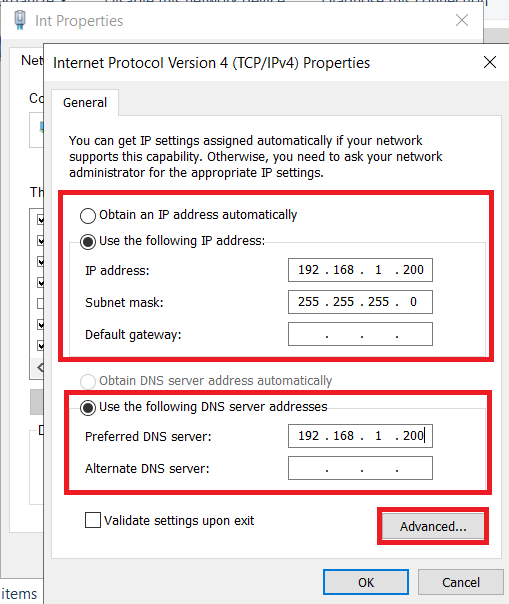 Int Properties
Internet Protocol Version 4 (TCP/IPv4) Properties
General
You can get IP settings assigned automatically if your network
supports this capability. Otherwise, you need to ask your network
administrator for the appropriate IP settings.
Obtain an IP address automatically
Use the following IP address:
IP address:
192 . 168 . 1 . 200
Subnet mask:
255 . 255 . 255 . 0
Default gateway:
. . .
Obtain DNS server address automatically
Use the following DNS server addresses
Preferred DNS server:
192 . 168 . 1 . 200
Alternate DNS server:
. . .
Validate settings upon exit
Advanced...
OK
Cancel
items